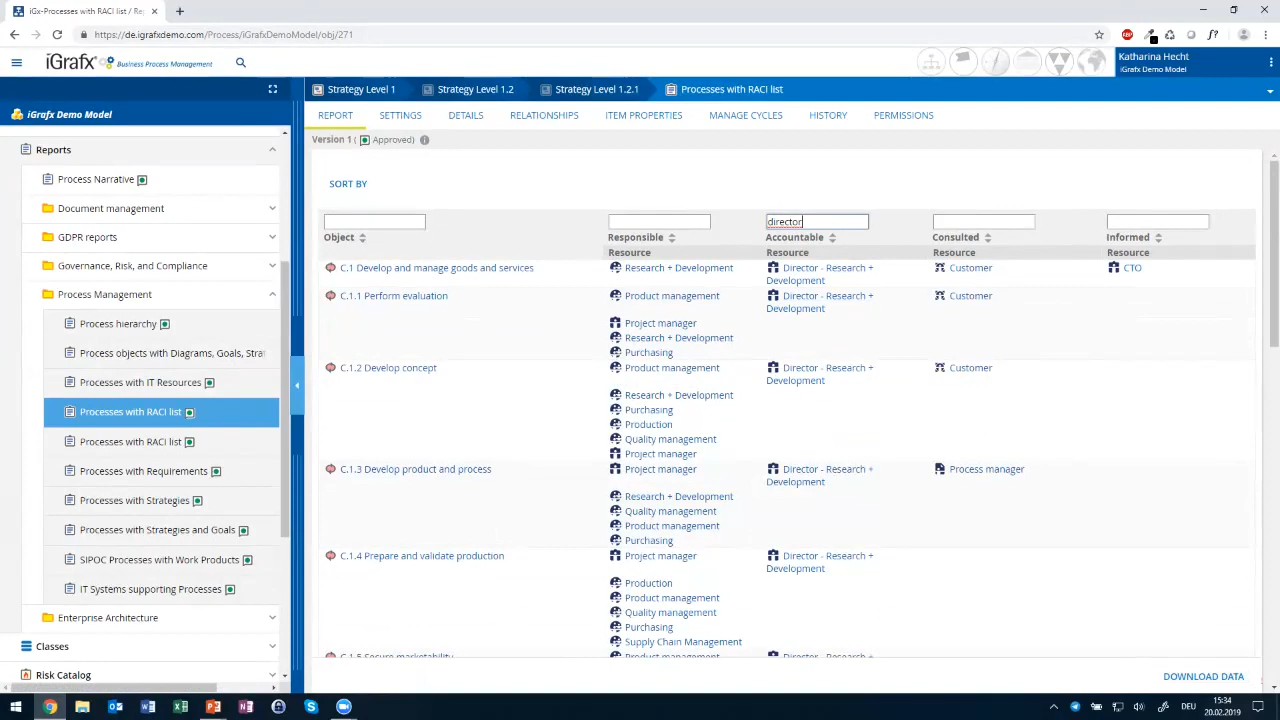 iGx-Processes with RACI list / Rep
https://de.igrafxdemo.com/Process/iGrafxDemoModel/obj/271
ABP
f?
iGrafx Business Process Management
Katharina Hecht
iGrafx Demo Model
iGrafx Demo Model
Strategy Level 1
Strategy Level 1.2
Strategy Level 1.2.1
Processes with RACI list
REPORT
SETTINGS
DETAILS
RELATIONSHIPS
ITEM PROPERTIES
MANAGE CYCLES
HISTORY
PERMISSIONS
Version 1 ( Approved)
Reports
Process Narrative
Document management
GDPR reports
Governance, Risk, and Compliance
Process Management
Process hierarchy
Process objects with Diagrams, Goals, Strat
Processes with IT Resources
Processes with RACI list
Processes with RACI list
Processes with Requirements
Processes with Strategies
Processes with Strategies and Goals
SIPOC Processes with Work Products
IT Systems supporting Processes
Enterprise Architecture
Classes
Risk Catalog
SORT BY
director
Object Responsible Accountable Consulted Informed
Resource Resource Resource Resource
C.1 Develop and manage goods and services Research + Development Director - Research + Customer CTO
Development
C.1.1 Perform evaluation Product management Director - Research + Customer
Development
Project manager
Research + Development
Purchasing
C.1.2 Develop concept Product management Director - Research + Customer
Development
Research + Development
Purchasing
Production
Quality management
Project manager
C.1.3 Develop product and process Project manager Director - Research + Process manager
Development
Research + Development
Quality management
Product management
Purchasing
C.1.4 Prepare and validate production Project manager Director - Research +
Development
Production
Product management
Quality management
Purchasing
Supply Chain Management
C.1.5 Secure marketability Product management Director - Research +
DOWNLOAD DATA
DEU
15:34
20.02.2019